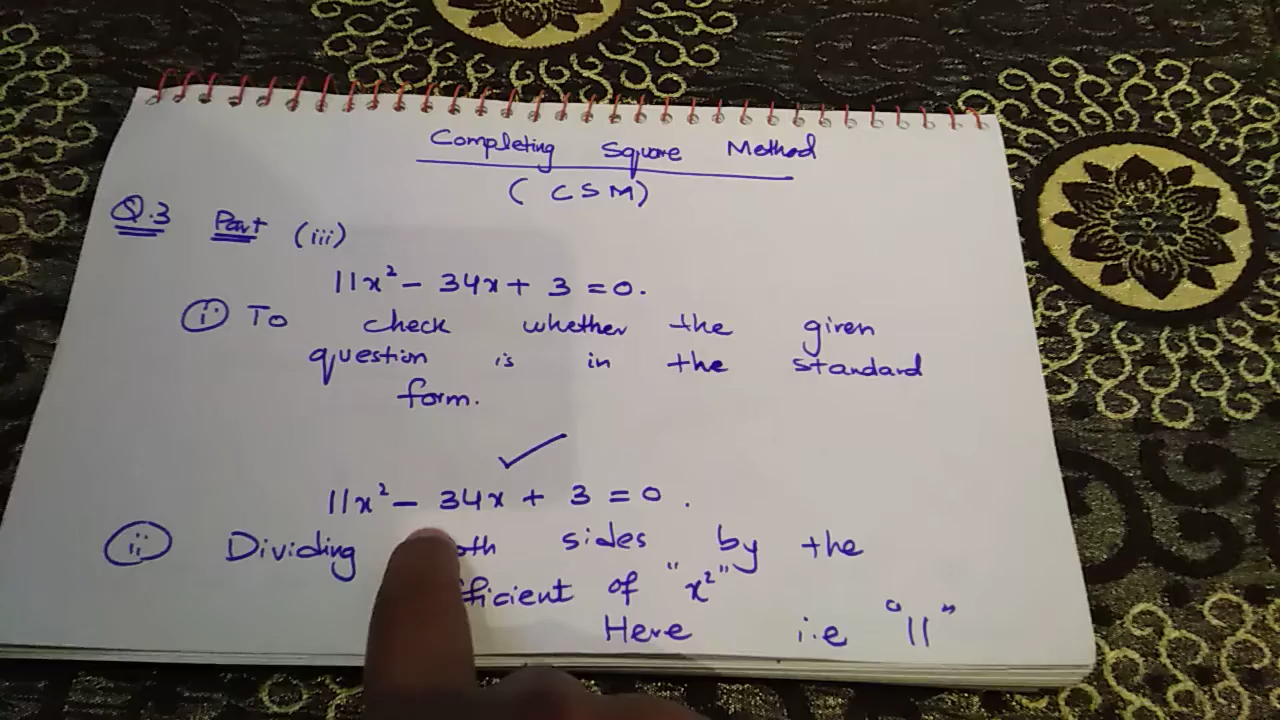 Completing Square Method
(CSM)
Q.3 Part (iii)
11x² - 34x + 3 = 0.
(i) To check whether the given
question is in the standard
form.
✓
11x² - 34x + 3 = 0.
(ii) Dividing sides by the
of "x²"
Here i.e "11"